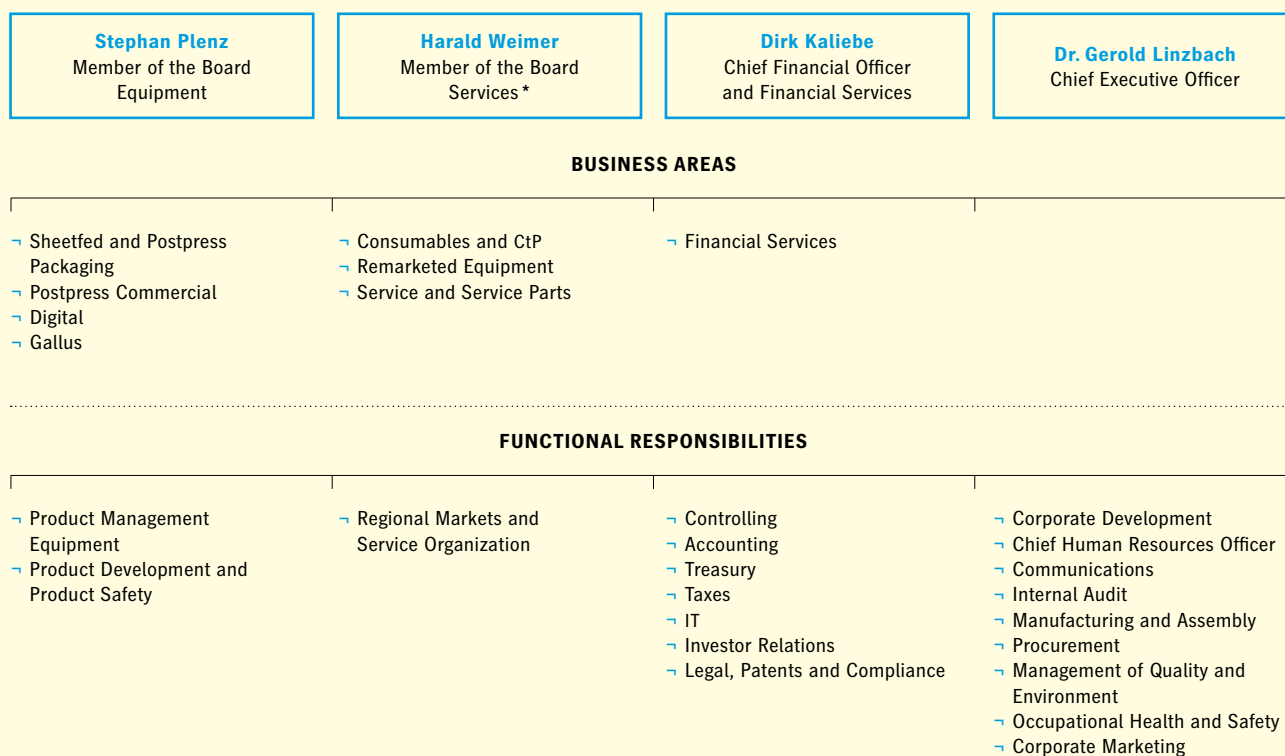 Stephan Plenz
Member of the Board
Equipment
Harald Weimer
Member of the Board
Services *
Dirk Kaliebe
Chief Financial Officer
and Financial Services
Dr. Gerold Linzbach
Chief Executive Officer
BUSINESS AREAS
¬ Sheetfed and Postpress
Packaging
¬ Postpress Commercial
¬ Digital
¬ Gallus
¬ Consumables and CtP
¬ Remarketed Equipment
¬ Service and Service Parts
¬ Financial Services
FUNCTIONAL RESPONSIBILITIES
¬ Product Management
Equipment
¬ Product Development and
Product Safety
¬ Regional Markets and
Service Organization
¬ Controlling
¬ Accounting
¬ Treasury
¬ Taxes
¬ IT
¬ Investor Relations
¬ Legal, Patents and Compliance
¬ Corporate Development
¬ Chief Human Resources Officer
¬ Communications
¬ Internal Audit
¬ Manufacturing and Assembly
¬ Procurement
¬ Management of Quality and
Environment
¬ Occupational Health and Safety
¬ Corporate Marketing